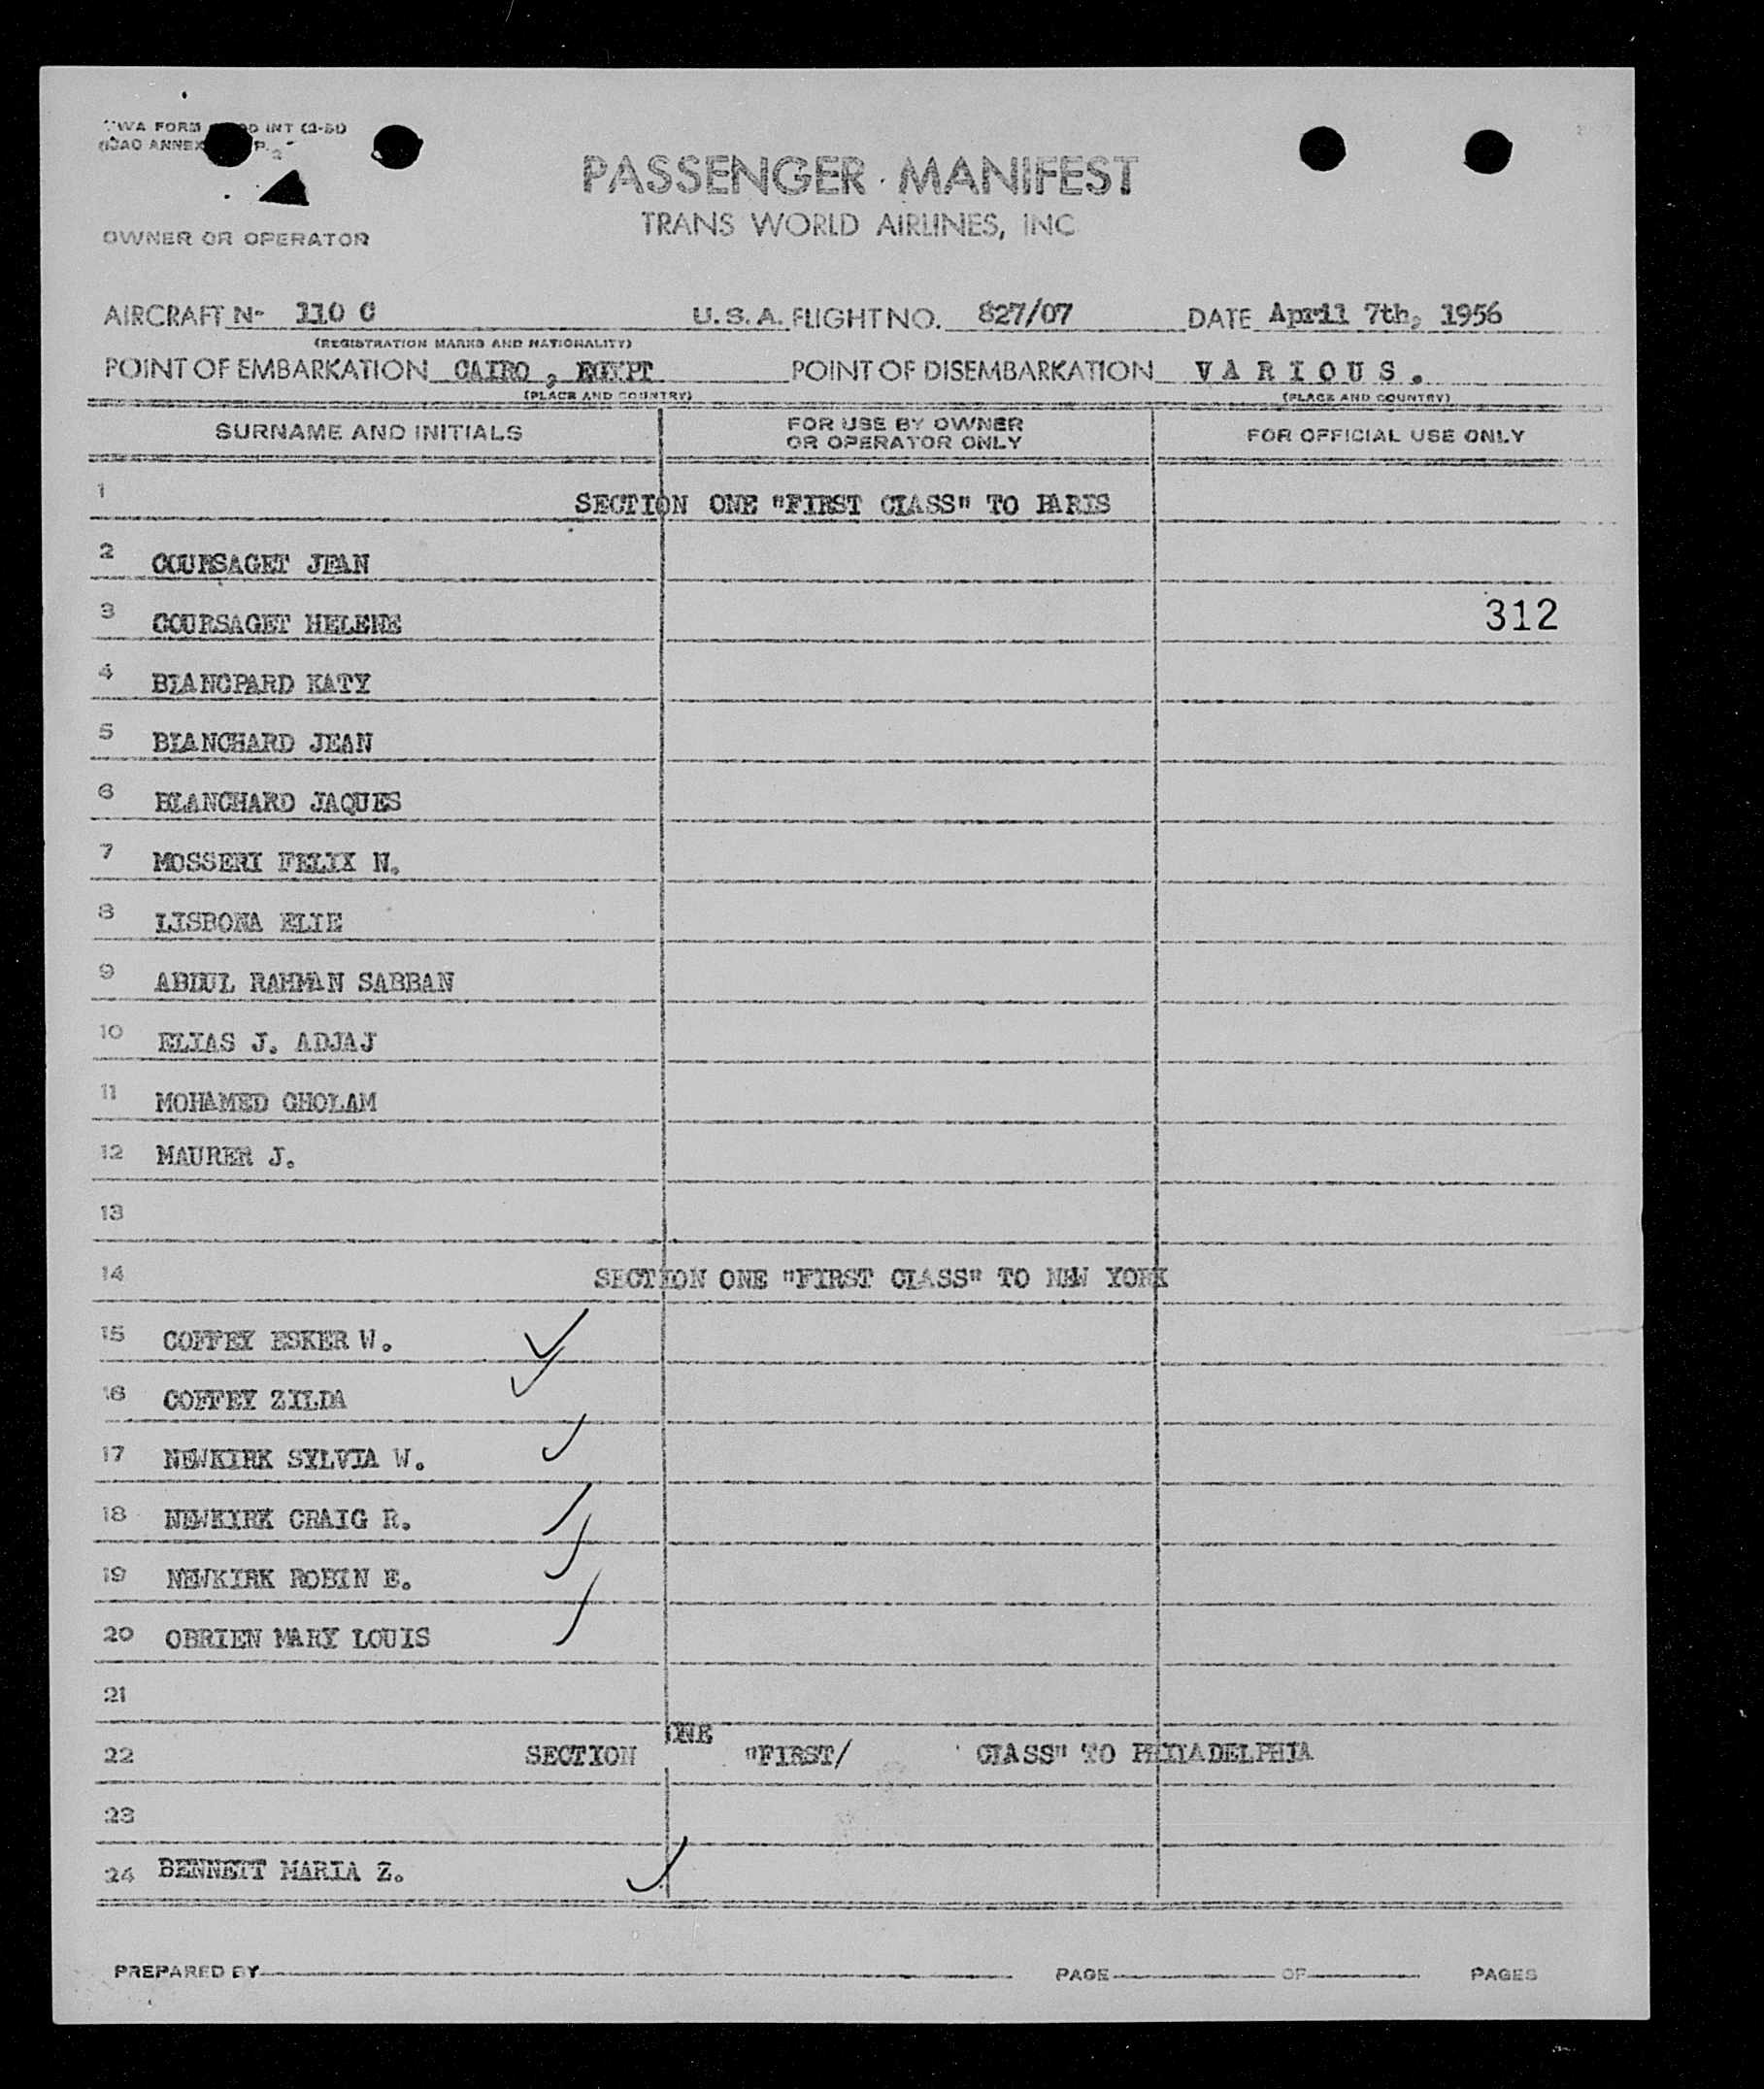 TWA FORM INT (2-51)
ICAO ANNEX
PASSENGER MANIFEST
TRANS WORLD AIRLINES, INC
OWNER OR OPERATOR
AIRCRAFT N- 110 C U.S.A. FLIGHT NO. 827/07 DATE April 7th, 1956
(REGISTRATION MARKS AND NATIONALITY)
POINT OF EMBARKATION CAIRO , EGYPT POINT OF DISEMBARKATION V A R I O U S .
(PLACE AND COUNTRY) (PLACE AND COUNTRY)
SURNAME AND INITIALS FOR USE BY OWNER OR OPERATOR ONLY FOR OFFICIAL USE ONLY
1 SECTION ONE "FIRST CLASS" TO PARIS
2 COURSAGET JEAN
3 COURSAGET HELENE 312
4 BLANCPARD KATY
5 BLANCHARD JEAN
6 BLANCHARD JAQUES
7 MOSSERI FELIX N.
8 LISBONA ELIE
9 ABDUL RAHMAN SABBAN
10 ELIAS J. ADJAJ
11 MOHAMED GHOLAM
12 MAURER J.
13
14 SECTION ONE "FIRST CLASS" TO NEW YORK
15 COFFEY ESKER W.
16 COFFEY ZILDA
17 NEWKIRK SYLVIA W.
18 NEWKIRK CRAIG R.
19 NEWKIRK ROBIN E.
20 OBRIEN MARY LOUIS
21
ONE
22 SECTION "FIRST/ CLASS" TO PHILADELPHIA
23
24 BENNETT MARIA Z.
PREPARED BY PAGE OF PAGES